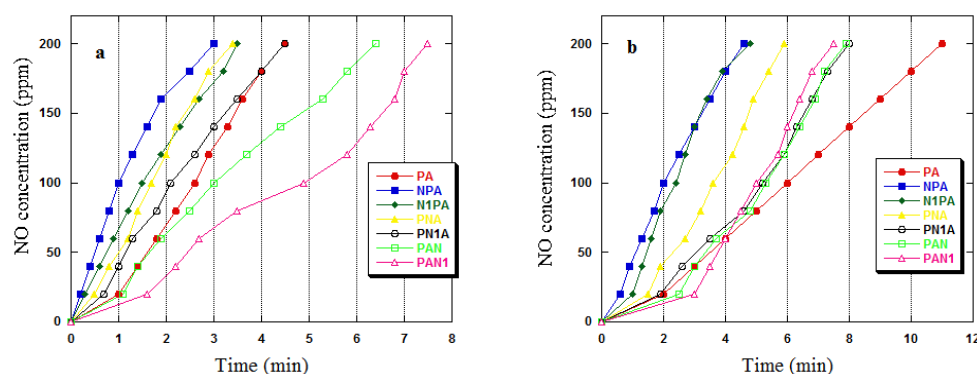 a
NO concentration (ppm)
200
150
100
50
0
0 1 2 3 4 5 6 7 8
Time (min)
PA
NPA
N1PA
PNA
PN1A
PAN
PAN1
b
NO concentration (ppm)
200
150
100
50
0
0 2 4 6 8 10 12
Time (min)
PA
NPA
N1PA
PNA
PN1A
PAN
PAN1